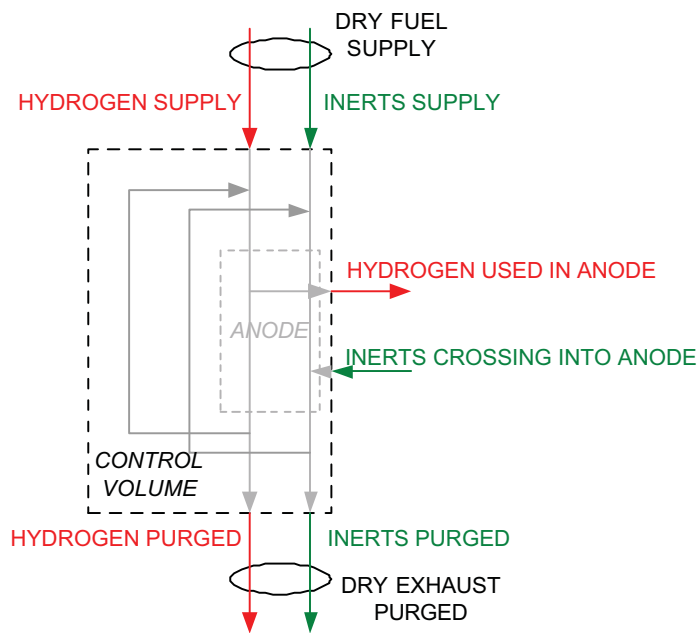 DRY FUEL
SUPPLY
HYDROGEN SUPPLY
INERTS SUPPLY
HYDROGEN USED IN ANODE
ANODE
INERTS CROSSING INTO ANODE
CONTROL
VOLUME
HYDROGEN PURGED
INERTS PURGED
DRY EXHAUST
PURGED